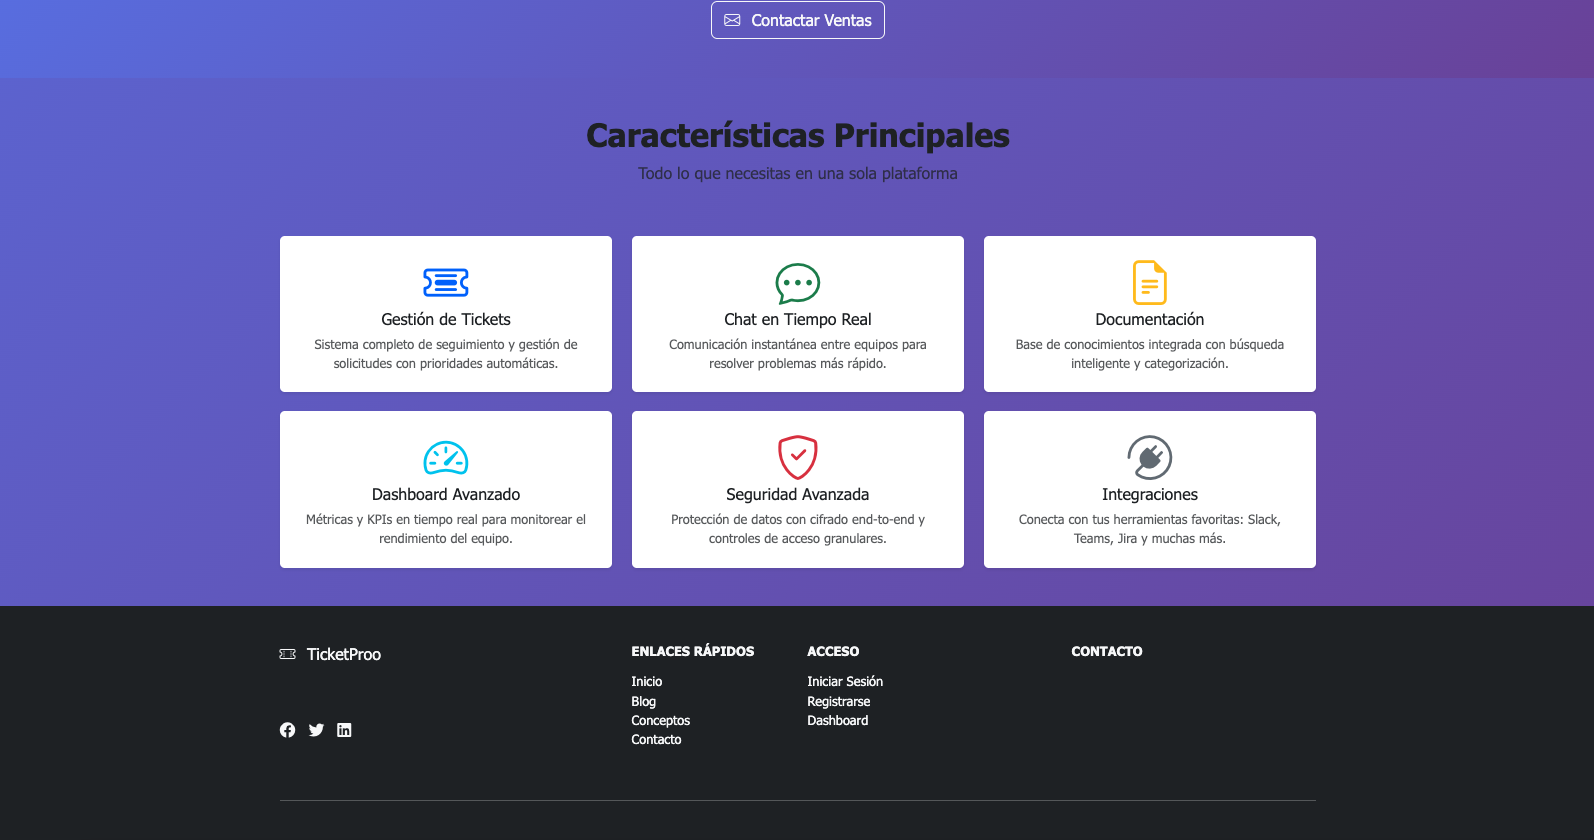 Contactar Ventas
Características Principales
Todo lo que necesitas en una sola plataforma
Gestión de Tickets
Sistema completo de seguimiento y gestión de
solicitudes con prioridades automáticas.
Chat en Tiempo Real
Comunicación instantánea entre equipos para
resolver problemas más rápido.
Documentación
Base de conocimientos integrada con búsqueda
inteligente y categorización.
Dashboard Avanzado
Métricas y KPIs en tiempo real para monitorear el
rendimiento del equipo.
Seguridad Avanzada
Protección de datos con cifrado end-to-end y
controles de acceso granulares.
Integraciones
Conecta con tus herramientas favoritas: Slack,
Teams, Jira y muchas más.
TicketProo
ENLACES RÁPIDOS
Inicio
Blog
Conceptos
Contacto
ACCESO
Iniciar Sesión
Registrarse
Dashboard
CONTACTO